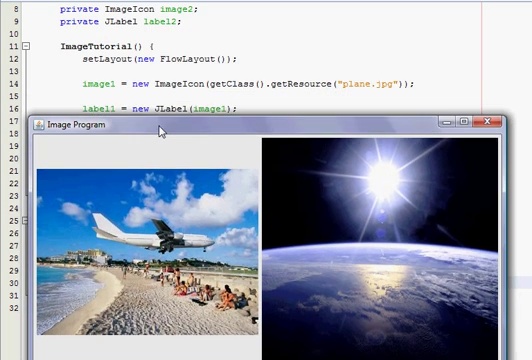 8 private ImageIcon image2;
9 private JLabel label2;
10
11 ImageTutorial() {
12 setLayout(new FlowLayout());
13
14 image1 = new ImageIcon(getClass().getResource("plane.jpg"));
15
16 label1 = new JLabel(image1);
17 Image Program
18
19
20
21
22
23
24
25
26
27
28
29
30
31
32